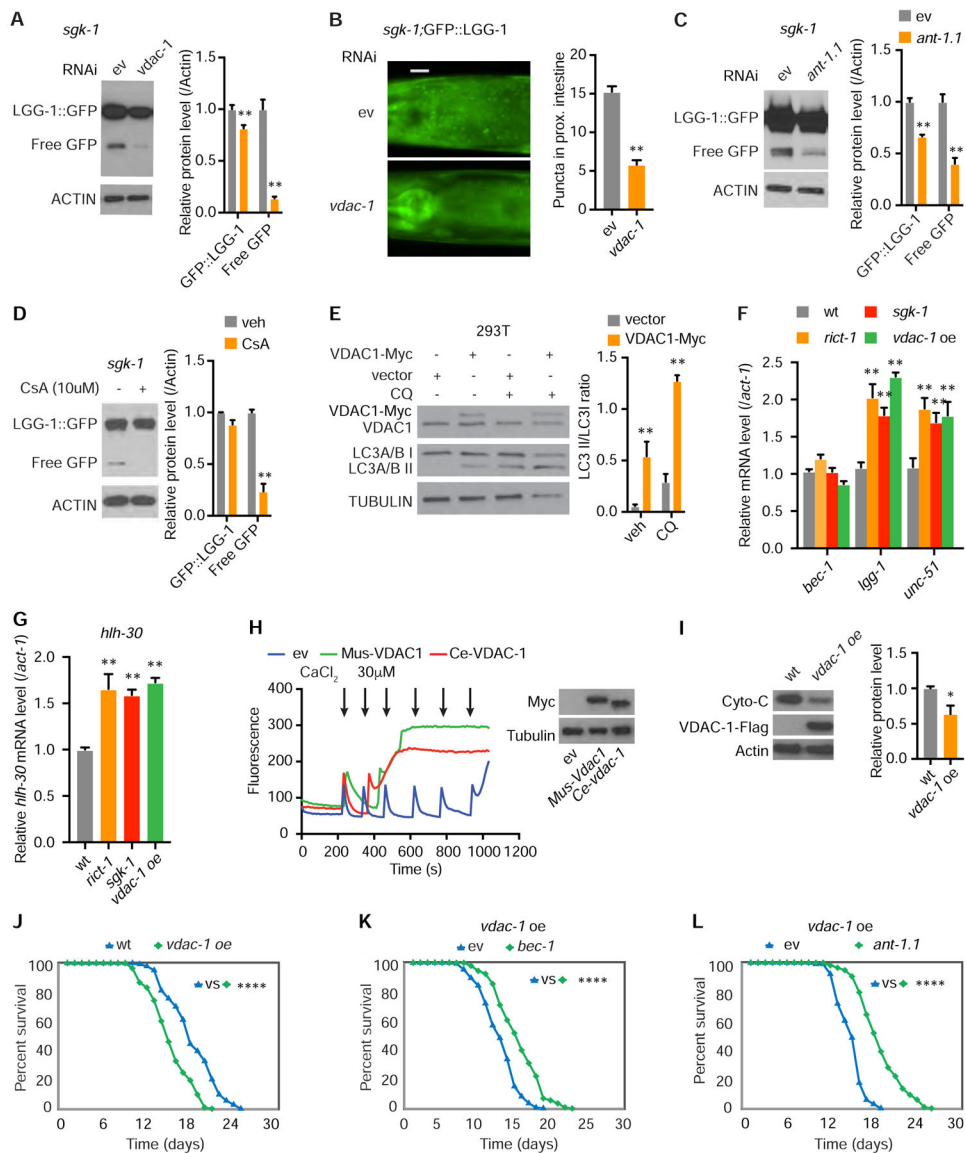 A
sgk-1
RNAi
ev
vdac-1
LGG-1::GFP
Free GFP
ACTIN
Relative protein level (/Actin)
1.5
1.0
0.5
0.0
**
**
GFP::LGG-1
Free GFP
B
sgk-1;GFP::LGG-1
RNAi
ev
vdac-1
Puncta in prox. intestine
20
15
10
5
0
**
ev
vdac-1
C
sgk-1
ev
ant-1.1
RNAi
ev
ant-1.1
LGG-1::GFP
Free GFP
ACTIN
Relative protein level (/Actin)
1.5
1.0
0.5
0.0
**
**
GFP::LGG-1
Free GFP
D
veh
CsA
sgk-1
CsA (10uM)
- +
LGG-1::GFP
Free GFP
ACTIN
Relative protein level (/Actin)
1.5
1.0
0.5
0.0
**
GFP::LGG-1
Free GFP
E
293T
VDAC1-Myc - + - +
vector + - + -
CQ - - + +
VDAC1-Myc
VDAC1
LC3A/B I
LC3A/B II
TUBULIN
vector
VDAC1-Myc
LC3 II/LC3I ratio
1.5
1.0
0.5
0.0
**
**
veh
CQ
F
wt
sgk-1
rict-1
vdac-1 oe
Relative mRNA level (/act-1)
2.5
2.0
1.5
1.0
0.5
0.0
**
**
**
**
**
**
bec-1
lgg-1
unc-51
G
hlh-30
Relative hlh-30 mRNA level (/act-1)
2.0
1.5
1.0
0.5
0.0
**
**
**
wt
rict-1
sgk-1
vdac-1 oe
H
ev
Mus-VDAC1
Ce-VDAC-1
CaCl2 30µM
Fluorescence
400
300
200
100
0
0 200 400 600 800 1000 1200
Time (s)
Myc
Tubulin
ev
Mus-Vdac1
Ce-vdac-1
I
wt
vdac-1 oe
Cyto-C
VDAC-1-Flag
Actin
Relative protein level
1.5
1.0
0.5
0.0
*
wt
vdac-1 oe
J
wt
vdac-1 oe
vs
****
Percent survival
100
80
60
40
20
0
0 6 12 18 24 30
Time (days)
K
vdac-1 oe
ev
bec-1
vs
****
Percent survival
100
80
60
40
20
0
0 5 10 15 20 25 30
Time (days)
L
vdac-1 oe
ev
ant-1.1
vs
****
Percent survival
100
80
60
40
20
0
0 6 12 18 24 30
Time (days)